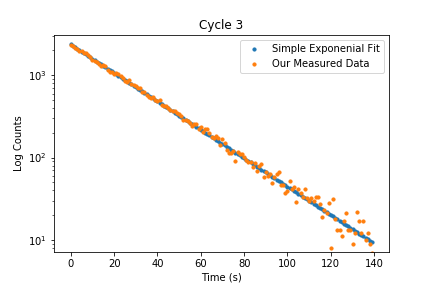 Cycle 3
Simple Exponenial Fit
Our Measured Data
Log Counts
10³
10²
10¹
0 20 40 60 80 100 120 140
Time (s)